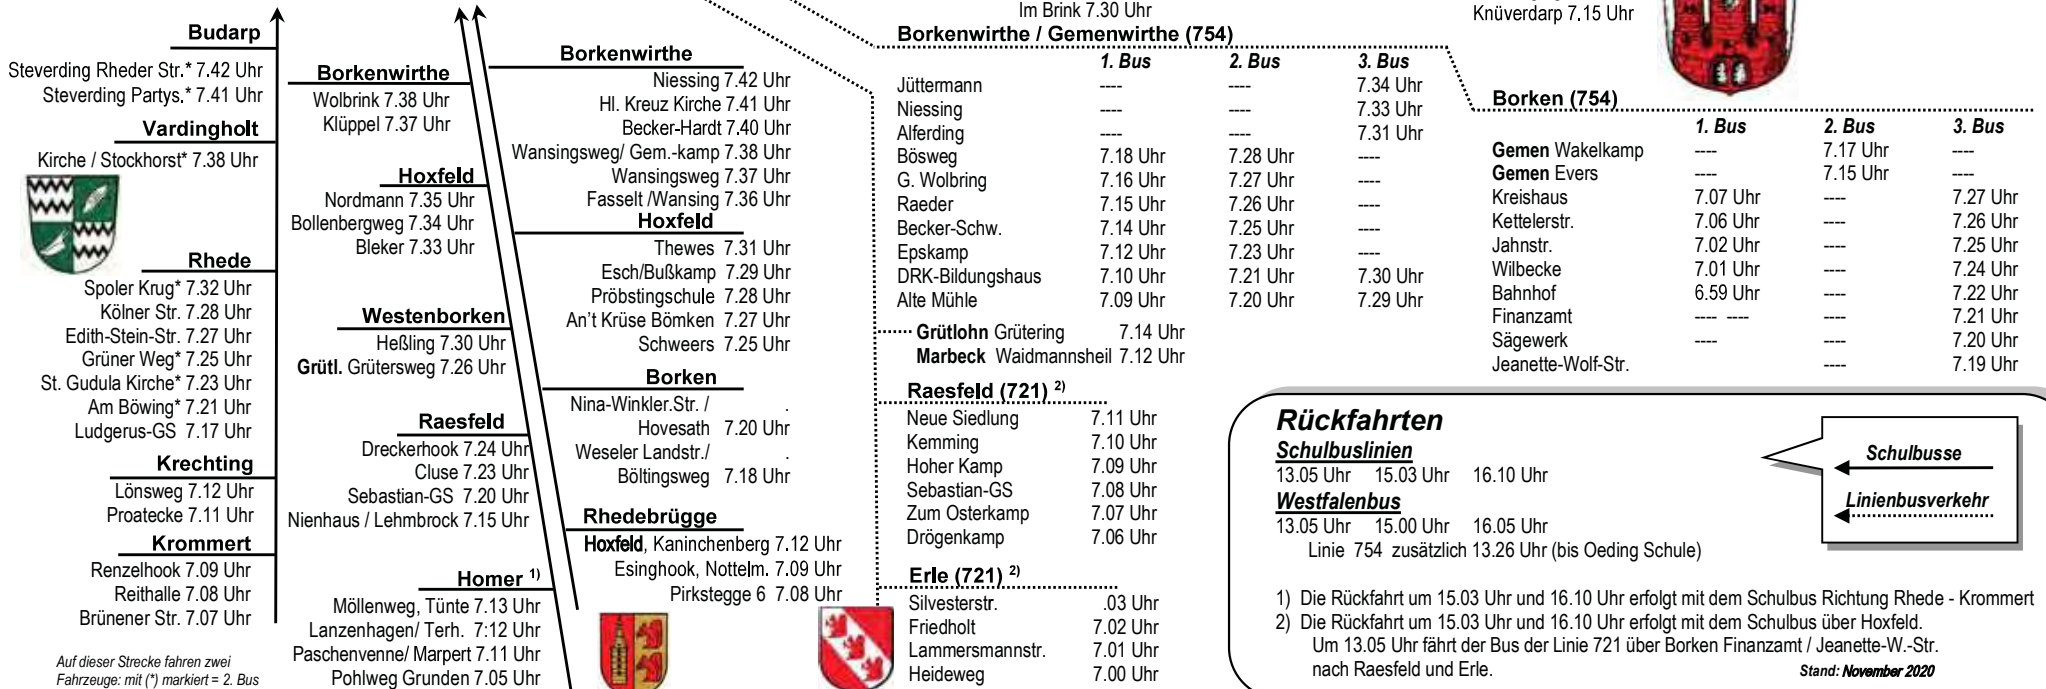 Budarp
Steverding Rheder Str.* 7.42 Uhr
Steverding Partys.* 7.41 Uhr
Vardingholt
Kirche / Stockhorst* 7.38 Uhr
Rhede
Spoler Krug* 7.32 Uhr
Kölner Str. 7.28 Uhr
Edith-Stein-Str. 7.27 Uhr
Grüner Weg* 7.25 Uhr
St. Gudula Kirche* 7.23 Uhr
Am Böwing* 7.21 Uhr
Ludgerus-GS 7.17 Uhr
Krechting
Lönsweg 7.12 Uhr
Proatecke 7.11 Uhr
Krommert
Renzelhook 7.09 Uhr
Reithalle 7.08 Uhr
Brünener Str. 7.07 Uhr
Auf dieser Strecke fahren zwei
Fahrzeuge: mit (*) markiert = 2. Bus
Borkenwirthe
Wolbrink 7.38 Uhr
Klüppel 7.37 Uhr
Hoxfeld
Nordmann 7.35 Uhr
Bollenbergweg 7.34 Uhr
Bleker 7.33 Uhr
Westenborken
Heßling 7.30 Uhr
Grütl. Grütersweg 7.26 Uhr
Raesfeld
Dreckerhook 7.24 Uhr
Cluse 7.23 Uhr
Sebastian-GS 7.20 Uhr
Nienhaus / Lehmbrock 7.15 Uhr
Homer 1)
Möllenweg, Tünte 7.13 Uhr
Lanzenhagen/ Terh. 7:12 Uhr
Paschenvenne/ Marpert 7.11 Uhr
Pohlweg Grunden 7.05 Uhr
Borkenwirthe
Niessing 7.42 Uhr
Hl. Kreuz Kirche 7.41 Uhr
Becker-Hardt 7.40 Uhr
Wansingsweg/ Gem.-kamp 7.38 Uhr
Wansingsweg 7.37 Uhr
Fasselt /Wansing 7.36 Uhr
Hoxfeld
Thewes 7.31 Uhr
Esch/Bußkamp 7.29 Uhr
Pröbstingschule 7.28 Uhr
An't Krüse Bömken 7.27 Uhr
Schweers 7.25 Uhr
Borken
Nina-Winkler.Str. / .
Hovesath 7.20 Uhr
Weseler Landstr./ .
Böltingsweg 7.18 Uhr
Rhedebrügge
Hoxfeld, Kaninchenberg 7.12 Uhr
Esinghook, Nottelm. 7.09 Uhr
Pirkstegge 6 7.08 Uhr
Im Brink 7.30 Uhr
Borkenwirthe / Gemenwirthe (754)
1. Bus 2. Bus 3. Bus
Jüttermann ---- ---- 7.34 Uhr
Niessing ---- ---- 7.33 Uhr
Alferding ---- ---- 7.31 Uhr
Bösweg 7.18 Uhr 7.28 Uhr ----
G. Wolbring 7.16 Uhr 7.27 Uhr ----
Raeder 7.15 Uhr 7.26 Uhr ----
Becker-Schw. 7.14 Uhr 7.25 Uhr ----
Epskamp 7.12 Uhr 7.23 Uhr ----
DRK-Bildungshaus 7.10 Uhr 7.21 Uhr 7.30 Uhr
Alte Mühle 7.09 Uhr 7.20 Uhr 7.29 Uhr
Grütlohn Grütering 7.14 Uhr
Marbeck Waidmannsheil 7.12 Uhr
Raesfeld (721) 2)
Neue Siedlung 7.11 Uhr
Kemming 7.10 Uhr
Hoher Kamp 7.09 Uhr
Sebastian-GS 7.08 Uhr
Zum Osterkamp 7.07 Uhr
Drögenkamp 7.06 Uhr
Erle (721) 2)
Silvesterstr. .03 Uhr
Friedholt 7.02 Uhr
Lammersmannstr. 7.01 Uhr
Heideweg 7.00 Uhr
Knüverdarp 7.15 Uhr
Borken (754)
1. Bus 2. Bus 3. Bus
Gemen Wakelkamp ---- 7.17 Uhr ----
Gemen Evers ---- 7.15 Uhr ----
Kreishaus 7.07 Uhr ---- 7.27 Uhr
Kettelerstr. 7.06 Uhr ---- 7.26 Uhr
Jahnstr. 7.02 Uhr ---- 7.25 Uhr
Wilbecke 7.01 Uhr ---- 7.24 Uhr
Bahnhof 6.59 Uhr ---- 7.22 Uhr
Finanzamt ---- ---- ---- 7.21 Uhr
Sägewerk ---- ---- 7.20 Uhr
Jeanette-Wolf-Str. ---- 7.19 Uhr
Rückfahrten
Schulbuslinien
13.05 Uhr 15.03 Uhr 16.10 Uhr
Westfalenbus
13.05 Uhr 15.00 Uhr 16.05 Uhr
Linie 754 zusätzlich 13.26 Uhr (bis Oeding Schule)
Schulbusse
Linienbusverkehr
1) Die Rückfahrt um 15.03 Uhr und 16.10 Uhr erfolgt mit dem Schulbus Richtung Rhede - Krommert
2) Die Rückfahrt um 15.03 Uhr und 16.10 Uhr erfolgt mit dem Schulbus über Hoxfeld.
Um 13.05 Uhr fährt der Bus der Linie 721 über Borken Finanzamt / Jeanette-W.-Str.
nach Raesfeld und Erle.
Stand: November 2020